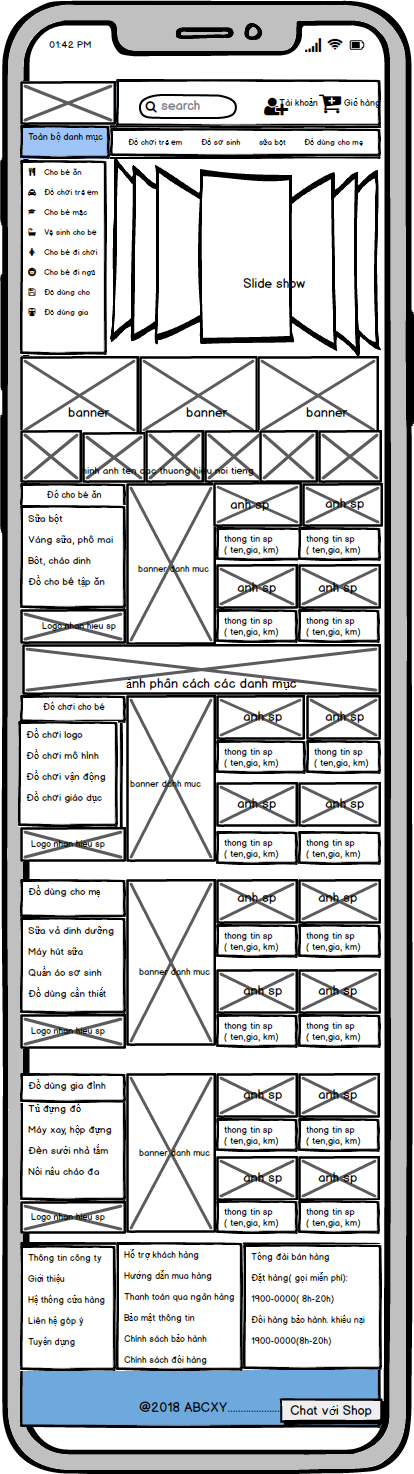 01:42 PM
search
Tài khoản
Giỏ hàng
Toàn bộ danh mục
Đồ chơi trẻ em
Đồ sơ sinh
sữa bột
Đồ dùng cho mẹ
Cho bé ăn
Đồ chơi trẻ em
Cho bé mặc
Vệ sinh cho be
Cho bé đi chơi
Cho bé đi ngủ
Đồ dùng cho
Đồ dùng gia
Slide show
banner
banner
banner
hinh anh ten cac thuong hieu noi tieng
Đồ cho bé ăn
Sữa bột
Váng sữa, phô mai
Bột, cháo dinh
Đồ cho bé tập ăn
Logo nhan hieu sp
banner danh muc
anh sp
anh sp
thong tin sp
( ten,gia, km)
thong tin sp
( ten,gia, km)
anh sp
anh sp
thong tin sp
( ten,gia, km)
thong tin sp
( ten,gia, km)
ảnh phân cách các danh mục
Đồ chơi cho bé
Đồ chơi logo
Đồ chơi mô hình
Đồ chơi vận động
Đồ chơi giáo dục
Logo nhan hieu sp
banner danh muc
anh sp
anh sp
thong tin sp
( ten,gia, km)
thong tin sp
( ten,gia, km)
anh sp
anh sp
thong tin sp
( ten,gia, km)
thong tin sp
( ten,gia, km)
Đồ dùng cho mẹ
Sữa và dinh dưỡng
Máy hút sữa
Quần áo sơ sinh
Đồ dùng cần thiết
Logo nhan hieu sp
banner danh muc
anh sp
anh sp
thong tin sp
( ten,gia, km)
thong tin sp
( ten,gia, km)
anh sp
anh sp
thong tin sp
( ten,gia, km)
thong tin sp
( ten,gia, km)
Đồ dùng gia đình
Tủ đựng đồ
Máy xay, hộp đựng
Đèn sưởi nhà tắm
Nồi nấu cháo đa
Logo nhan hieu sp
banner danh muc
anh sp
anh sp
thong tin sp
( ten,gia, km)
thong tin sp
( ten,gia, km)
anh sp
anh sp
thong tin sp
( ten,gia, km)
thong tin sp
( ten,gia, km)
Thông tin công ty
Giới thiệu
Hệ thống cửa hàng
Liên hệ góp ý
Tuyển dụng
Hỗ trợ khách hàng
Hướng dẫn mua hàng
Thanh toán qua ngân hàng
Bảo mật thông tin
Chính sách bảo hành
Chính sách đổi hàng
Tổng đài bán hàng
Đặt hàng( gọi miễn phí):
1900-0000( 8h-20h)
Đổi hàng bảo hành. khiếu nại
1900-0000(8h-20h)
@2018 ABCXY...................
Chat với Shop